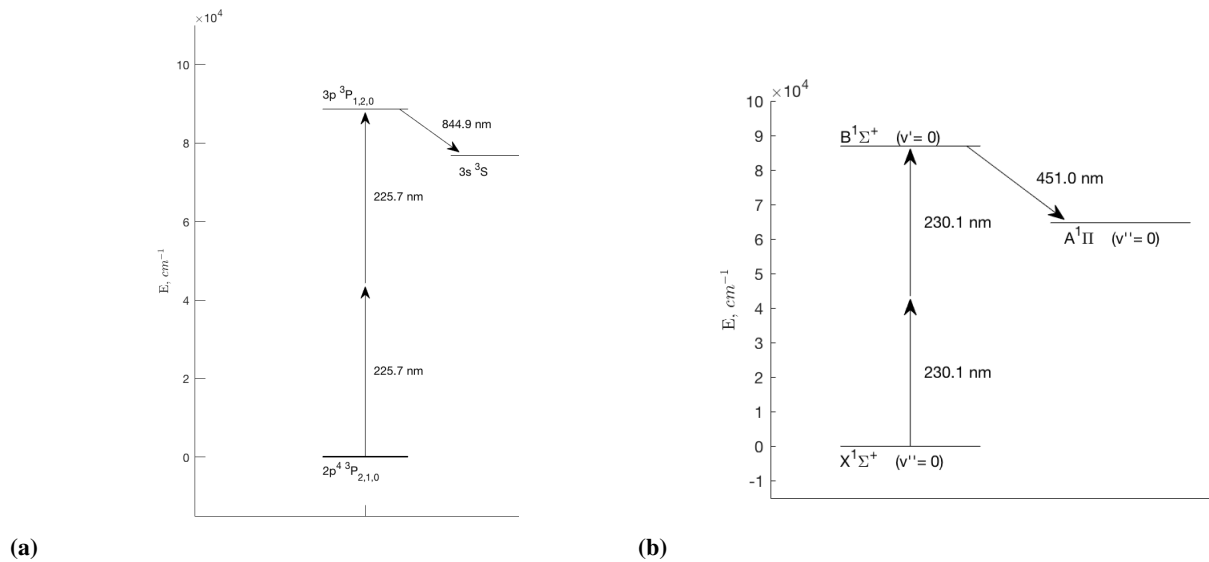 ×10⁴
10
8
6
4
2
0
E, cm⁻¹
3p ³P₁,₂,₀
844.9 nm
3s ³S
225.7 nm
225.7 nm
2p⁴ ³P₂,₁,₀
(a)
×10⁴
10
9
8
7
6
5
4
3
2
1
0
-1
E, cm⁻¹
B¹Σ⁺ (v'= 0)
451.0 nm
230.1 nm
A¹Π (v''= 0)
230.1 nm
X¹Σ⁺ (v''= 0)
(b)